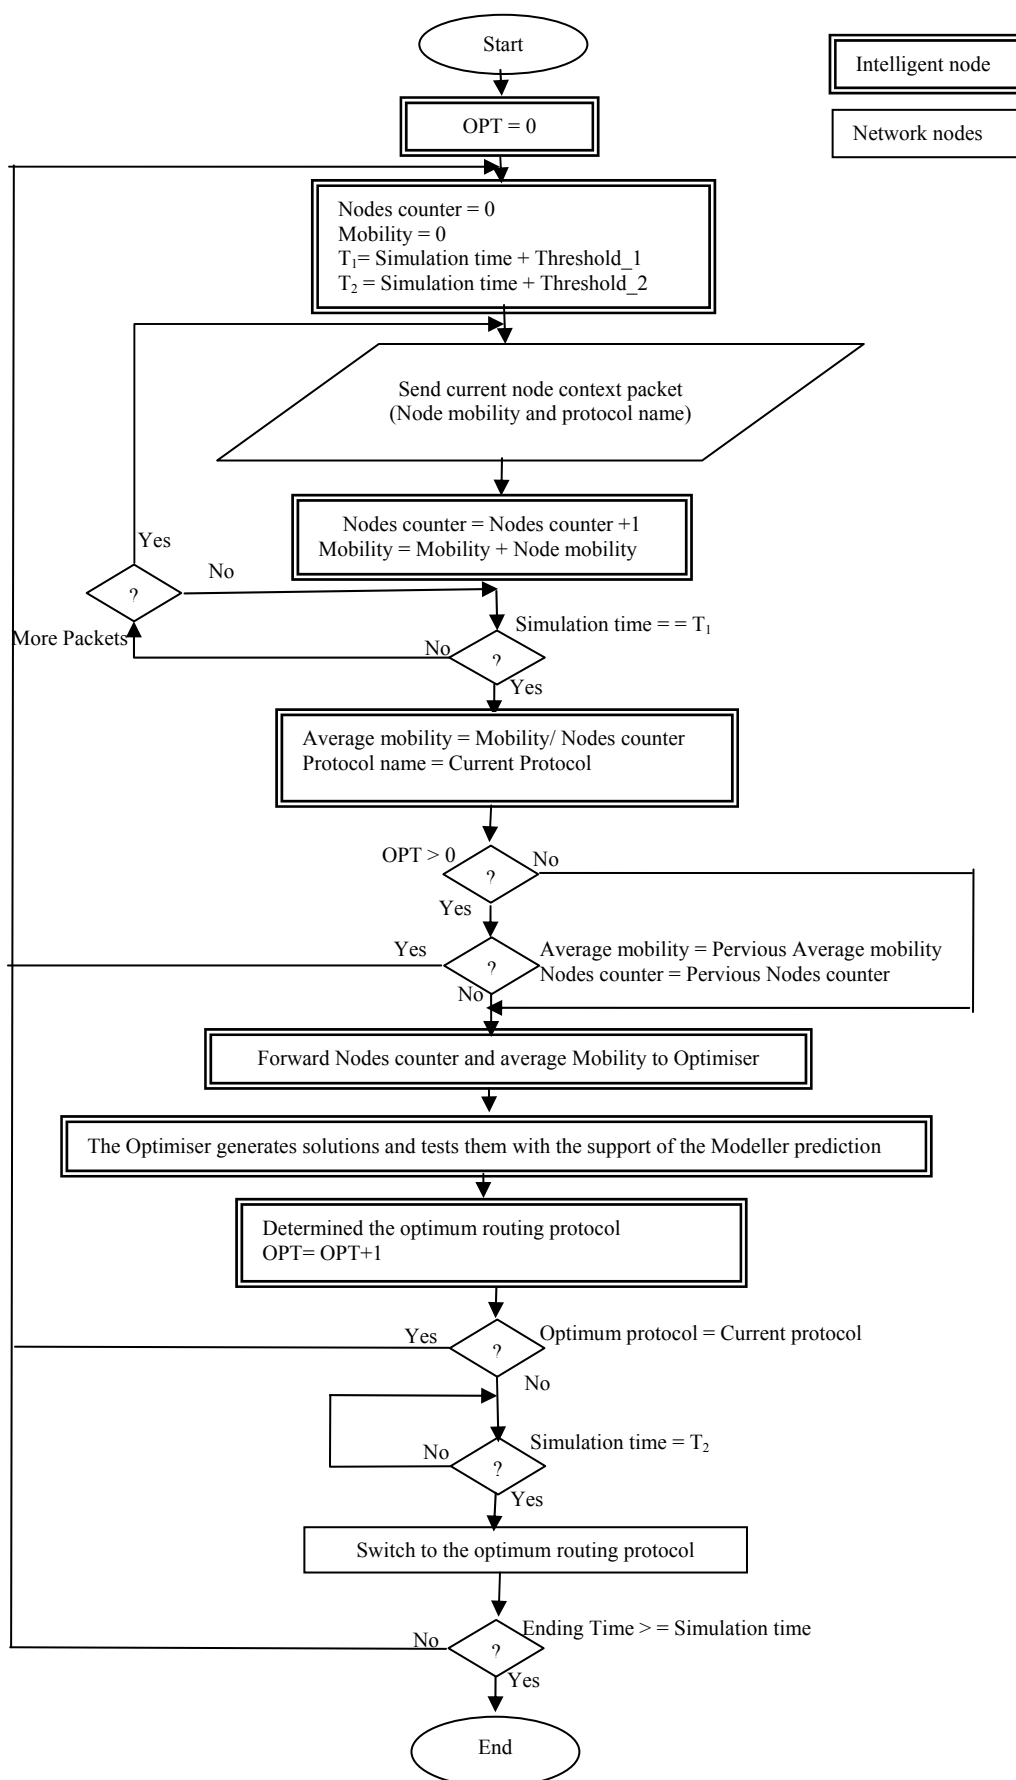 Start
Intelligent node
OPT = 0
Network nodes
Nodes counter = 0
Mobility = 0
T1= Simulation time + Threshold_1
T2 = Simulation time + Threshold_2
Send current node context packet
(Node mobility and protocol name)
Nodes counter = Nodes counter +1
Mobility = Mobility + Node mobility
Yes
No
?
More Packets
Simulation time = = T1
No
?
Yes
Average mobility = Mobility/ Nodes counter
Protocol name = Current Protocol
OPT > 0
No
?
Yes
Yes
Average mobility = Pervious Average mobility
?
Nodes counter = Pervious Nodes counter
No
Forward Nodes counter and average Mobility to Optimiser
The Optimiser generates solutions and tests them with the support of the Modeller prediction
Determined the optimum routing protocol
OPT= OPT+1
Yes
Optimum protocol = Current protocol
?
No
Simulation time = T2
No
?
Yes
Switch to the optimum routing protocol
Ending Time > = Simulation time
No
?
Yes
End